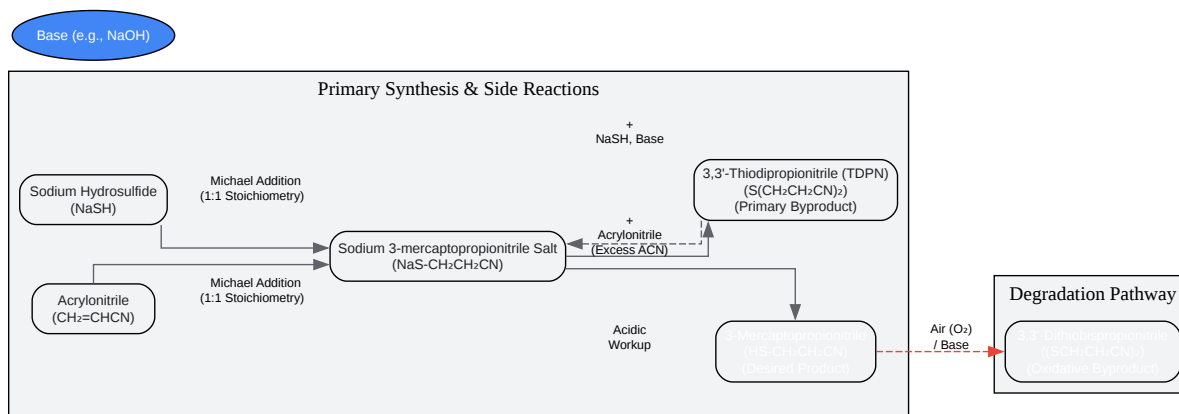 Base (e.g., NaOH)
Primary Synthesis & Side Reactions
+
NaSH, Base
3,3'-Thiodipropionitrile (TDPN)
(S(CH₂CH₂CN)₂)
(Primary Byproduct)
Sodium Hydrosulfide
(NaSH)
Michael Addition
(1:1 Stoichiometry)
+
Acrylonitrile
(Excess ACN)
Sodium 3-mercaptopropionitrile Salt
(NaS-CH₂CH₂CN)
Michael Addition
(1:1 Stoichiometry)
Acrylonitrile
(CH₂=CHCN)
Acidic
Workup
3-Mercaptopropionitrile
(HS-CH₂CH₂CN)
(Desired Product)
Air (O₂)
/ Base
Degradation Pathway
3,3'-Dithiobispropionitrile
((SCH₂CH₂CN)₂)
(Oxidative Byproduct)